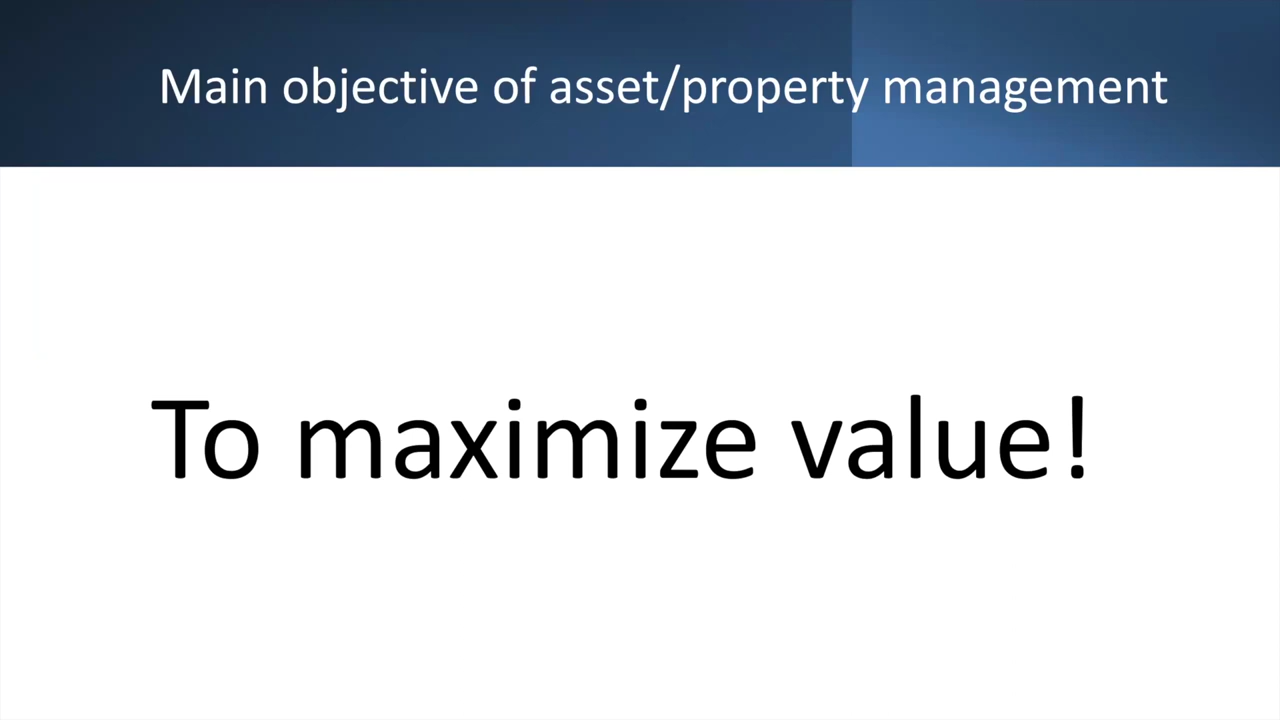 Main objective of asset/property management
To maximize value!